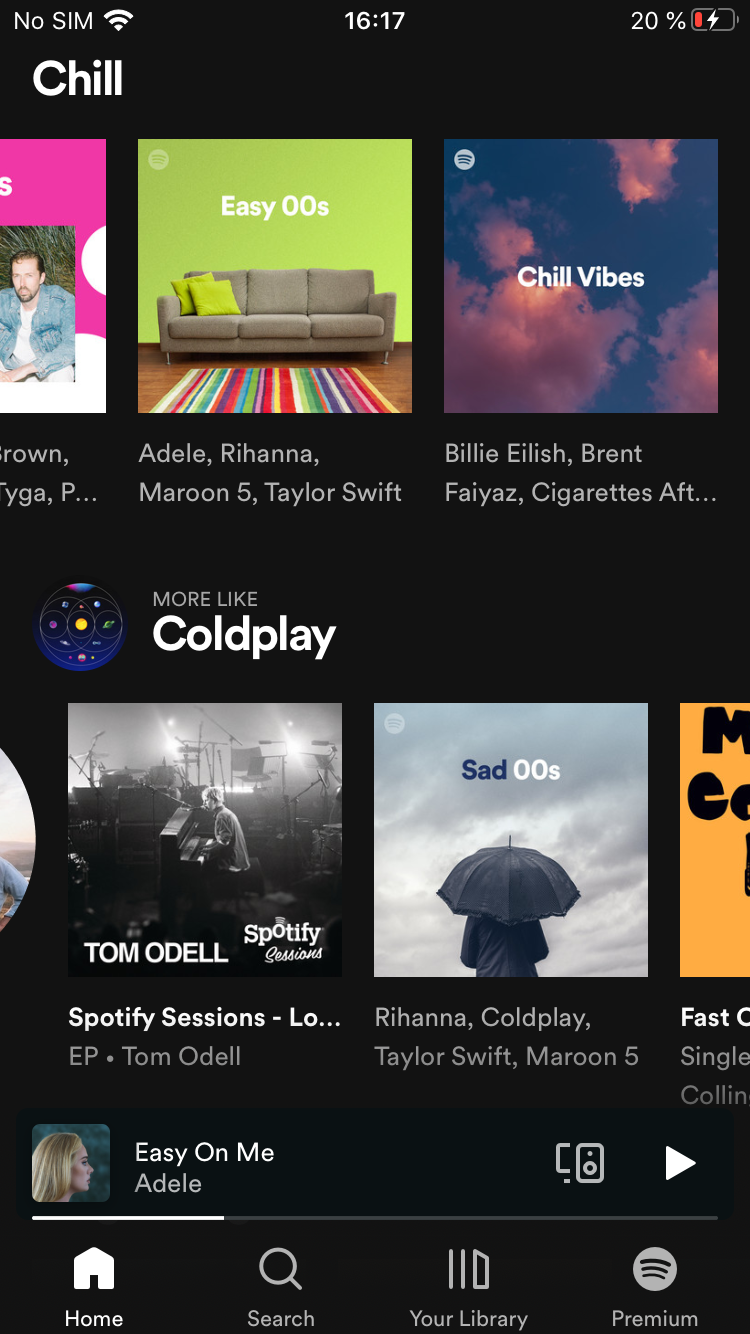 No SIM 16:17 20 %
Chill
s
Easy 00s
Chill Vibes
Brown,
Tyga, P...
Adele, Rihanna,
Maroon 5, Taylor Swift
Billie Eilish, Brent
Faiyaz, Cigarettes Aft...
MORE LIKE
Coldplay
TOM ODELL
Spotify
Sessions
Sad 00s
M
Co
Spotify Sessions - Lo...
EP • Tom Odell
Rihanna, Coldplay,
Taylor Swift, Maroon 5
Fast C
Single
Collin
Easy On Me
Adele
Home Search Your Library Premium